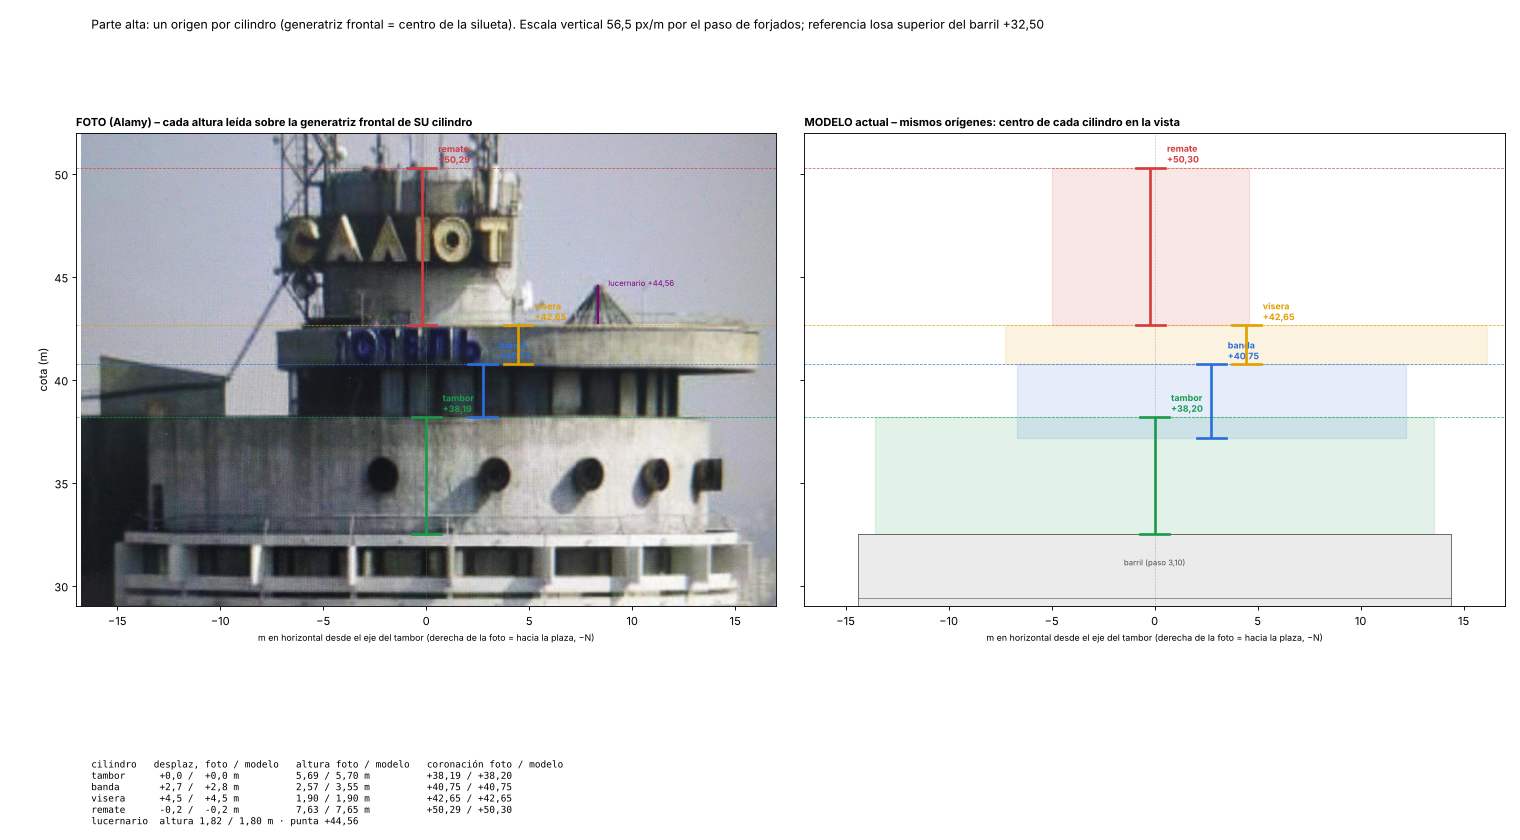 Parte alta: un origen por cilindro (generatriz frontal = centro de la silueta). Escala vertical 56,5 px/m por el paso de forjados; referencia losa superior del barril +32,50
FOTO (Alamy) – cada altura leída sobre la generatriz frontal de SU cilindro
remate
+50,29
САЛЮТ
lucernario +44,56
visera
+42,65
tambor
+38,19
50
45
40
35
30
cota (m)
−15
−10
−5
0
5
10
15
m en horizontal desde el eje del tambor (derecha de la foto = hacia la plaza, −N)
MODELO actual – mismos orígenes: centro de cada cilindro en la vista
remate
+50,30
visera
+42,65
banda
+40,75
tambor
+38,20
barril (paso 3,10)
−15
−10
−5
0
5
10
15
m en horizontal desde el eje del tambor (derecha de la foto = hacia la plaza, −N)
cilindro desplaz, foto / modelo altura foto / modelo coronación foto / modelo
tambor +0,0 / +0,0 m 5,69 / 5,70 m +38,19 / +38,20
banda +2,7 / +2,8 m 2,57 / 3,55 m +40,75 / +40,75
visera +4,5 / +4,5 m 1,90 / 1,90 m +42,65 / +42,65
remate -0,2 / -0,2 m 7,63 / 7,65 m +50,29 / +50,30
lucernario altura 1,82 / 1,80 m · punta +44,56